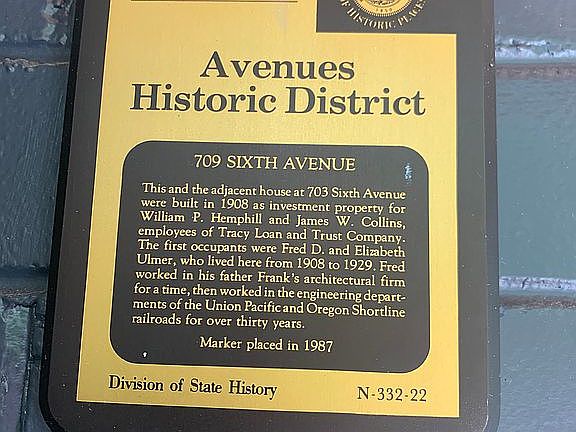 OF HISTORIC PLACES
Avenues
Historic District
709 SIXTH AVENUE
This and the adjacent house at 703 Sixth Avenue
were built in 1908 as investment property for
William P. Hemphill and James W. Collins,
employees of Tracy Loan and Trust Company.
The first occupants were Fred D. and Elizabeth
Ulmer, who lived here from 1908 to 1929. Fred
worked in his father Frank's architectural firm
for a time, then worked in the engineering depart-
ments of the Union Pacific and Oregon Shortline
railroads for over thirty years.
Marker placed in 1987
Division of State History
N-332-22